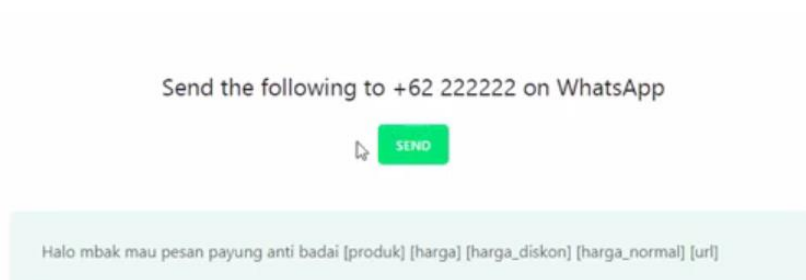 Send the following to +62 222222 on WhatsApp
SEND
Halo mbak mau pesan payung anti badai [produk] [harga] [harga_diskon] [harga_normal] [url]